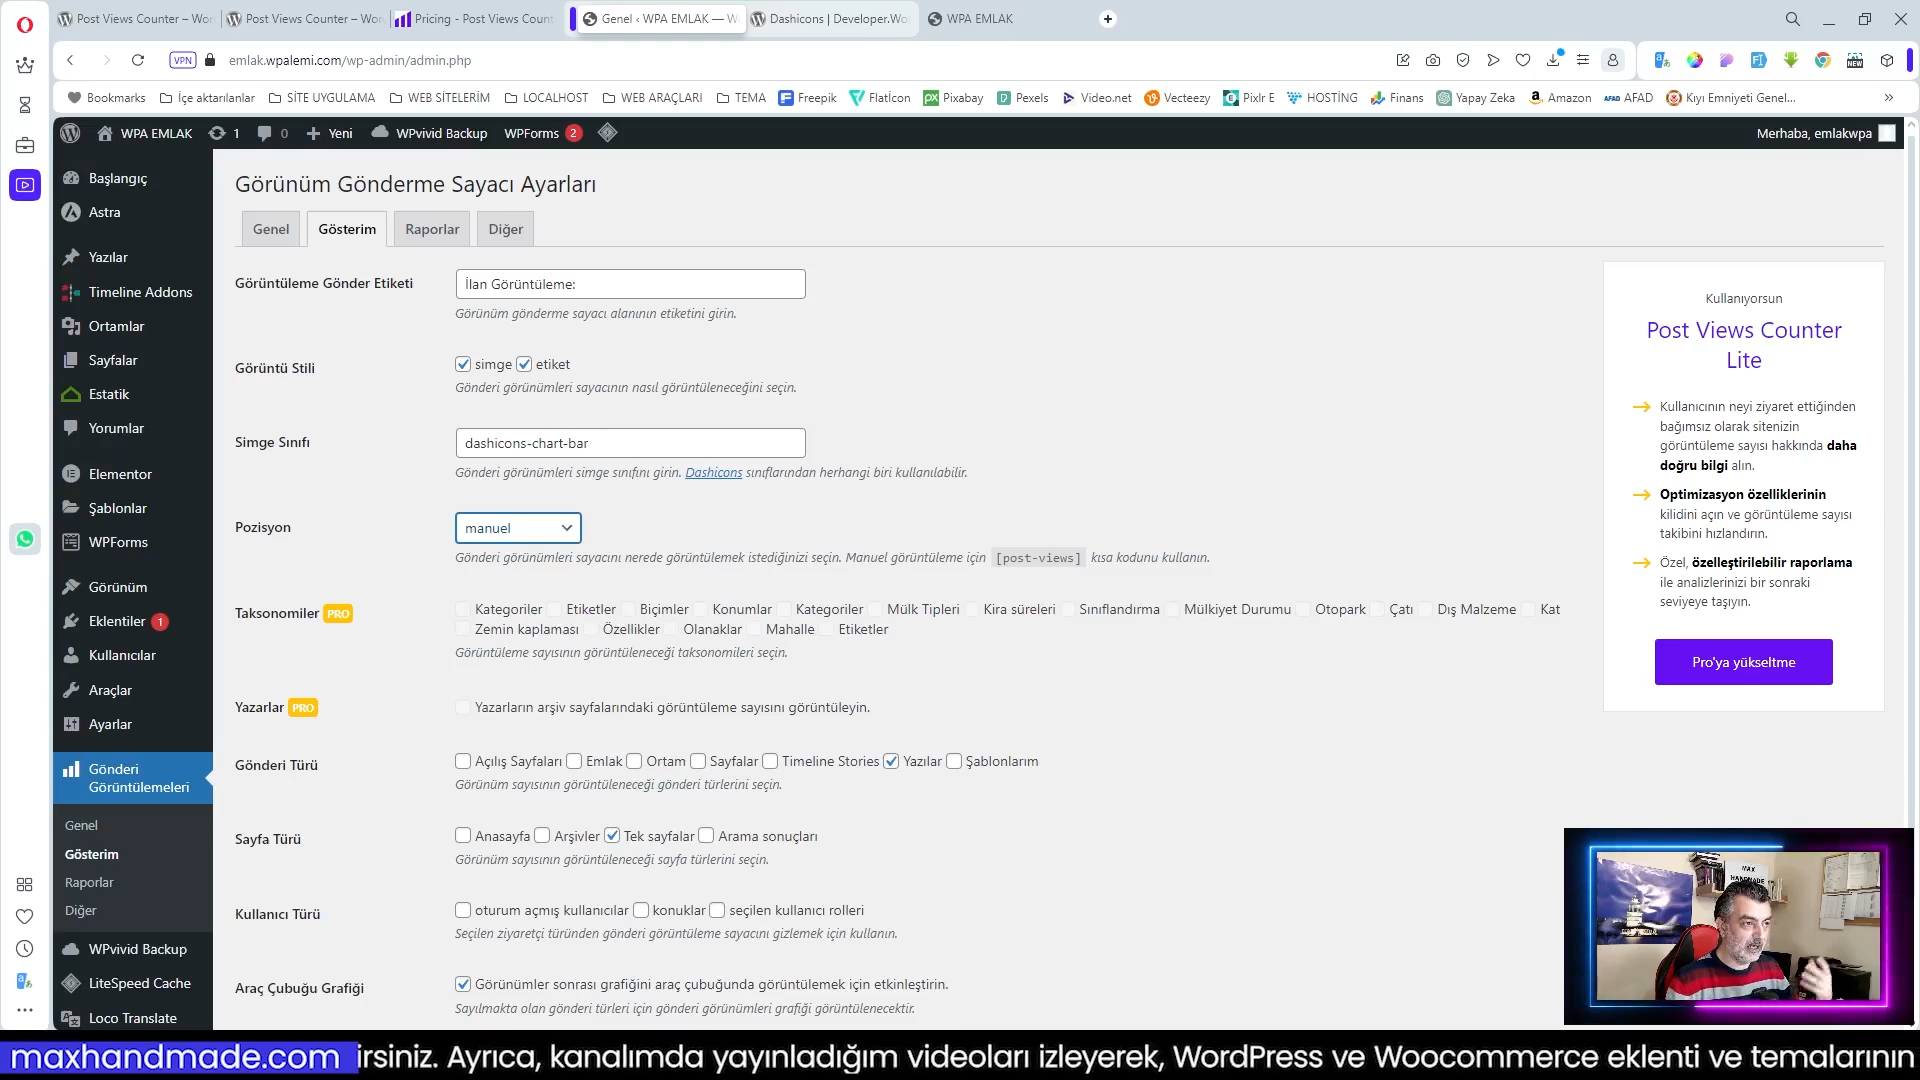 Post Views Counter – Wor
Post Views Counter – Wor
Pricing - Post Views Count
Genel ‹ WPA EMLAK — W
Dashicons | Developer.Wo
WPA EMLAK
VPN
emlak.wpalemi.com/wp-admin/admin.php
Bookmarks
İçe aktarılanlar
SİTE UYGULAMA
WEB SİTELERİM
LOCALHOST
WEB ARAÇLARI
TEMA
Freepik
Flatİcon
Pixabay
Pexels
Video.net
Vecteezy
Pixlr E
HOSTİNG
Finans
Yapay Zeka
Amazon
AFAD
Kıyı Emniyeti Genel...
WPA EMLAK
1
0
Yeni
WPvivid Backup
WPForms 2
Merhaba, emlakwpa
Başlangıç
Astra
Yazılar
Timeline Addons
Ortamlar
Sayfalar
Estatik
Yorumlar
Elementor
Şablonlar
WPForms
Görünüm
Eklentiler 1
Kullanıcılar
Araçlar
Ayarlar
Gönderi
Görüntülemeleri
Genel
Gösterim
Raporlar
Diğer
WPvivid Backup
LiteSpeed Cache
Loco Translate
Görünüm Gönderme Sayacı Ayarları
Genel
Gösterim
Raporlar
Diğer
Görüntüleme Gönder Etiketi
İlan Görüntüleme:
Görünüm gönderme sayacı alanının etiketini girin.
Görüntü Stili
simge etiket
Gönderi görünümleri sayacının nasıl görüntüleneceğini seçin.
Simge Sınıfı
dashicons-chart-bar
Gönderi görünümleri simge sınıfını girin. Dashicons sınıflarından herhangi biri kullanılabilir.
Pozisyon
manuel
Gönderi görünümleri sayacını nerede görüntülemek istediğinizi seçin. Manuel görüntüleme için [post-views] kısa kodunu kullanın.
Taksonomiler PRO
Kategoriler Etiketler Biçimler Konumlar Kategoriler Mülk Tipleri Kira süreleri Sınıflandırma Mülkiyet Durumu Otopark Çatı Dış Malzeme Kat
Zemin kaplaması Özellikler Olanaklar Mahalle Etiketler
Görüntüleme sayısının görüntüleneceği taksonomileri seçin.
Yazarlar PRO
Yazarların arşiv sayfalarındaki görüntüleme sayısını görüntüleyin.
Gönderi Türü
Açılış Sayfaları Emlak Ortam Sayfalar Timeline Stories Yazılar Şablonlarım
Görünüm sayısının görüntüleneceği gönderi türlerini seçin.
Sayfa Türü
Anasayfa Arşivler Tek sayfalar Arama sonuçları
Görünüm sayısının görüntüleneceği sayfa türlerini seçin.
Kullanıcı Türü
oturum açmış kullanıcılar konuklar seçilen kullanıcı rolleri
Seçilen ziyaretçi türünden gönderi görüntüleme sayacını gizlemek için kullanın.
Araç Çubuğu Grafiği
Görünümler sonrası grafiğini araç çubuğunda görüntülemek için etkinleştirin.
Sayılmakta olan gönderi türleri için gönderi görünümleri grafiği görüntülenecektir.
Kullanıyorsun
Post Views Counter
Lite
Kullanıcının neyi ziyaret ettiğinden
bağımsız olarak sitenizin
görüntüleme sayısı hakkında daha
doğru bilgi alın.
Optimizasyon özelliklerinin
kilidini açın ve görüntüleme sayısı
takibini hızlandırın.
Özel, özelleştirilebilir raporlama
ile analizlerinizi bir sonraki
seviyeye taşıyın.
Pro'ya yükseltme
MAX
maxhandmade.com irsiniz. Ayrıca, kanalımda yayınladığım videoları izleyerek, WordPress ve Woocommerce eklenti ve temalarının